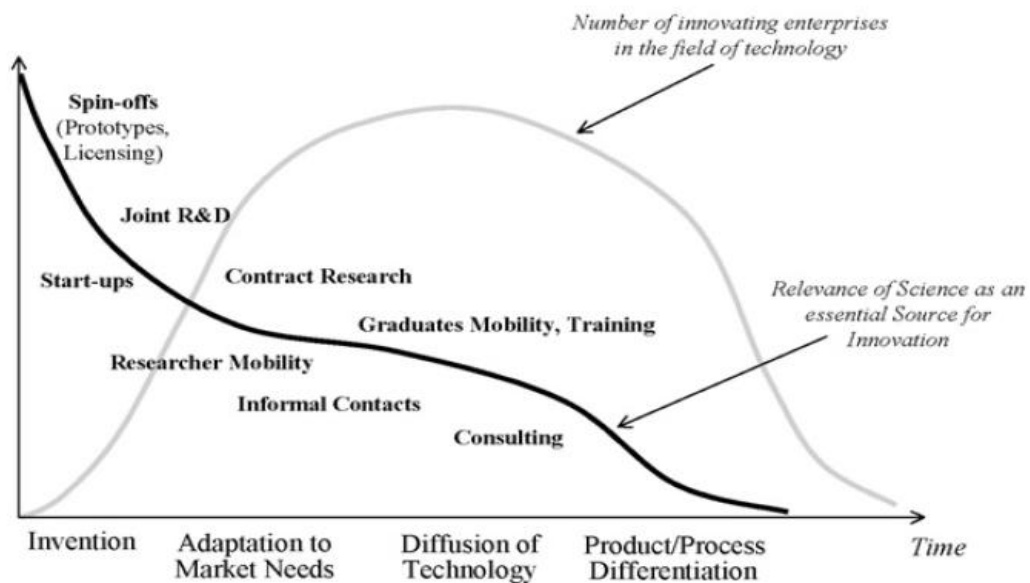 Number of innovating enterprises
in the field of technology
Spin-offs
(Prototypes,
Licensing)
Joint R&D
Start-ups
Contract Research
Relevance of Science as an
essential Source for
Innovation
Graduates Mobility, Training
Researcher Mobility
Informal Contacts
Consulting
Invention
Adaptation to
Market Needs
Diffusion of
Technology
Product/Process
Differentiation
Time